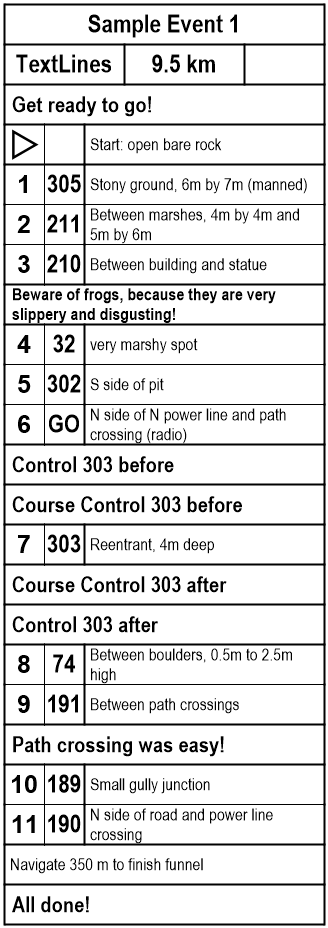 Sample Event 1
TextLines 9.5 km
Get ready to go!
Start: open bare rock
1 305 Stony ground, 6m by 7m (manned)
2 211 Between marshes, 4m by 4m and
5m by 6m
3 210 Between building and statue
Beware of frogs, because they are very
slippery and disgusting!
4 32 very marshy spot
5 302 S side of pit
6 GO N side of N power line and path
crossing (radio)
Control 303 before
Course Control 303 before
7 303 Reentrant, 4m deep
Course Control 303 after
Control 303 after
8 74 Between boulders, 0.5m to 2.5m
high
9 191 Between path crossings
Path crossing was easy!
10 189 Small gully junction
11 190 N side of road and power line
crossing
Navigate 350 m to finish funnel
All done!